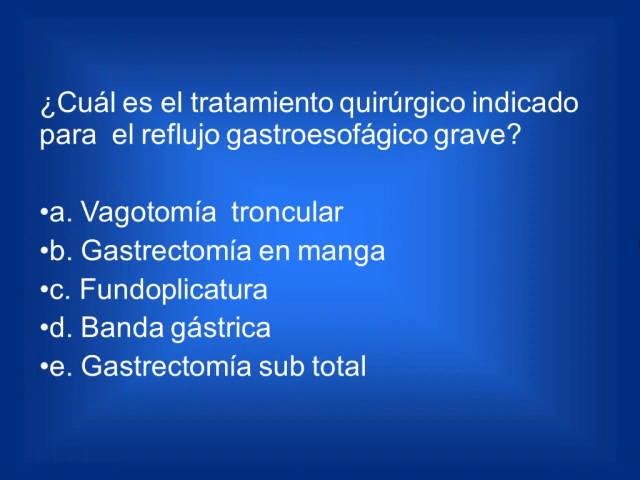 ¿Cuál es el tratamiento quirúrgico indicado
para  el reflujo gastroesofágico grave?
•a. Vagotomía  troncular
•b. Gastrectomía en manga
•c. Fundoplicatura
•d. Banda gástrica
•e. Gastrectomía sub total